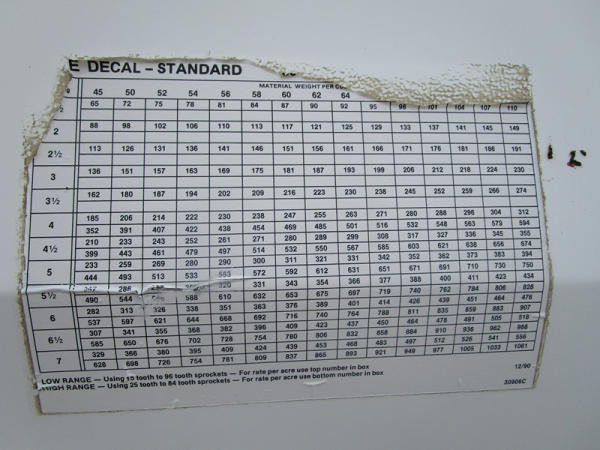 E DECAL – STANDARD
MATERIAL WEIGHT PER
45 50 52 54 56 58 60 62 64
65 72 75 78 81 84 87 90 92 95 98 101 104 107 110
2 88 98 102 106 110 113 117 121 125 129 133 137 141 145 149
2½ 113 126 131 136 141 146 151 156 161 166 171 176 181 186 191
3 136 151 157 163 169 175 181 187 193 199 206 212 218 224 230
3½ 162 180 187 194 202 209 216 223 230 238 245 252 259 266 274
4 185 206 214 222 230 238 247 255 263 271 280 288 296 304 312
352 391 407 422 438 454 469 485 501 516 532 548 563 579 594
4½ 210 233 243 252 261 271 280 289 299 308 317 327 336 345 355
399 443 461 479 497 514 532 550 567 585 603 621 638 656 674
5 233 259 269 280 290 300 311 321 331 342 352 362 373 383 394
444 493 513 533 553 572 592 612 631 651 671 691 710 730 750
5½ 286 320 331 343 354 366 377 388 400 411 423 434
490 544 588 610 632 653 675 697 719 740 762 784 806 828
6 282 313 326 338 351 363 376 389 401 414 426 439 451 464 476
537 597 621 644 668 692 716 740 764 788 811 835 859 883 907
6½ 307 341 355 368 382 396 409 423 437 450 464 478 491 505 518
585 650 676 702 728 754 780 806 832 858 884 910 936 962 988
7 329 366 380 395 409 424 439 453 468 483 497 512 526 541 556
628 698 726 754 781 809 837 865 893 921 949 977 1005 1033 1061
LOW RANGE — Using 10 tooth to 96 tooth sprockets — For rate per acre use top number in box
HIGH RANGE — Using 25 tooth to 84 tooth sprockets — For rate per acre use bottom number in box
12/90
30906C